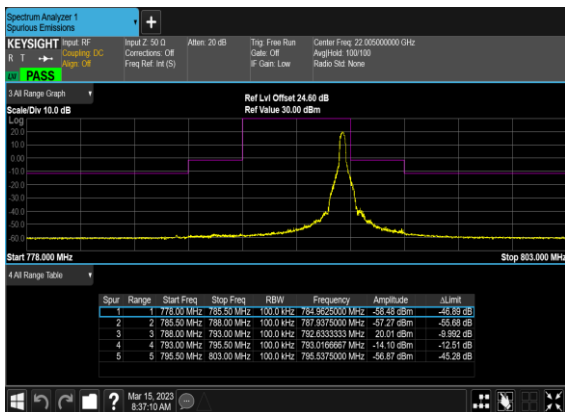 Spectrum Analyzer 1
Spurious Emissions
+
KEYSIGHT Input: RF Input Z: 50 Ω Atten: 20 dB Trig: Free Run Center Freq: 22.005000000 GHz
R T Coupling: DC Corrections: Off Gate: Off Avg|Hold: 100/100
Align: Off Freq Ref: Int (S) IF Gain: Low Radio Std: None
PASS
3 All Range Graph
Ref Lvl Offset 24.60 dB
Scale/Div 10.0 dB Ref Value 30.00 dBm
Log
20.0
10.0
0.00
-10.0
-20.0
-30.0
-40.0
-50.0
-60.0
Start 778.000 MHz Stop 803.000 MHz
4 All Range Table
Spur Range Start Freq Stop Freq RBW Frequency Amplitude ΔLimit
1 1 778.00 MHz 785.50 MHz 100.0 kHz 784.9625000 MHz -58.48 dBm -46.89 dB
2 2 785.50 MHz 788.00 MHz 100.0 kHz 787.9375000 MHz -57.27 dBm -55.68 dB
3 3 788.00 MHz 793.00 MHz 100.0 kHz 792.6333333 MHz 20.01 dBm -9.992 dB
4 4 793.00 MHz 795.50 MHz 100.0 kHz 793.0166667 MHz -14.10 dBm -12.51 dB
5 5 795.50 MHz 803.00 MHz 100.0 kHz 795.5375000 MHz -56.87 dBm -45.28 dB
? Mar 15, 2023
8:37:10 AM